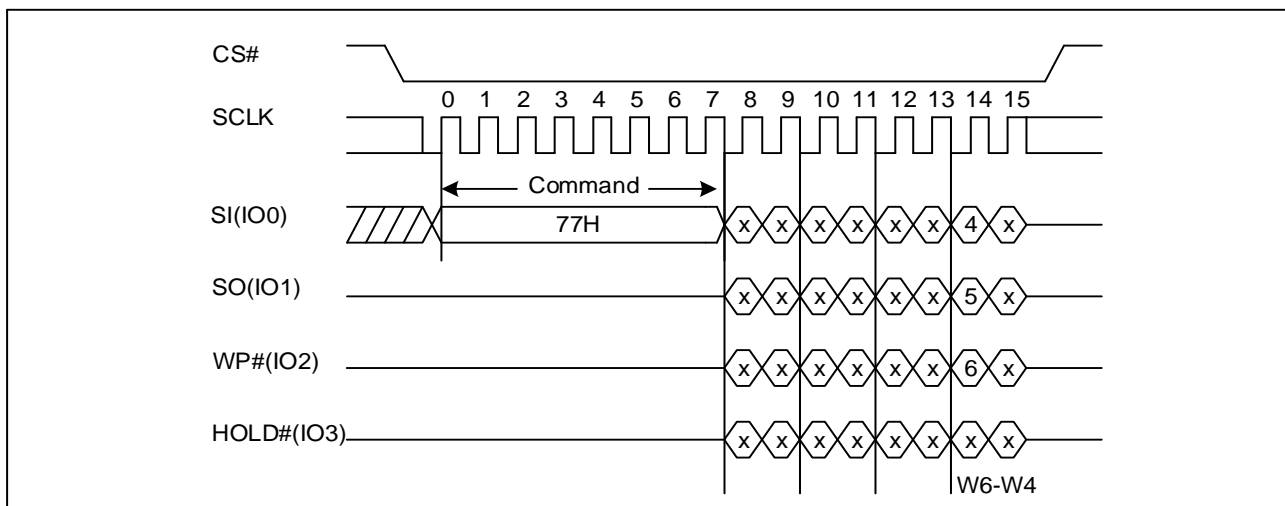 CS#
0 1 2 3 4 5 6 7 8 9 10 11 12 13 14 15
SCLK
Command
SI(IO0)
77H
x x x x x x 4 x
SO(IO1)
x x x x x x 5 x
WP#(IO2)
x x x x x x 6 x
HOLD#(IO3)
x x x x x x x x
W6-W4